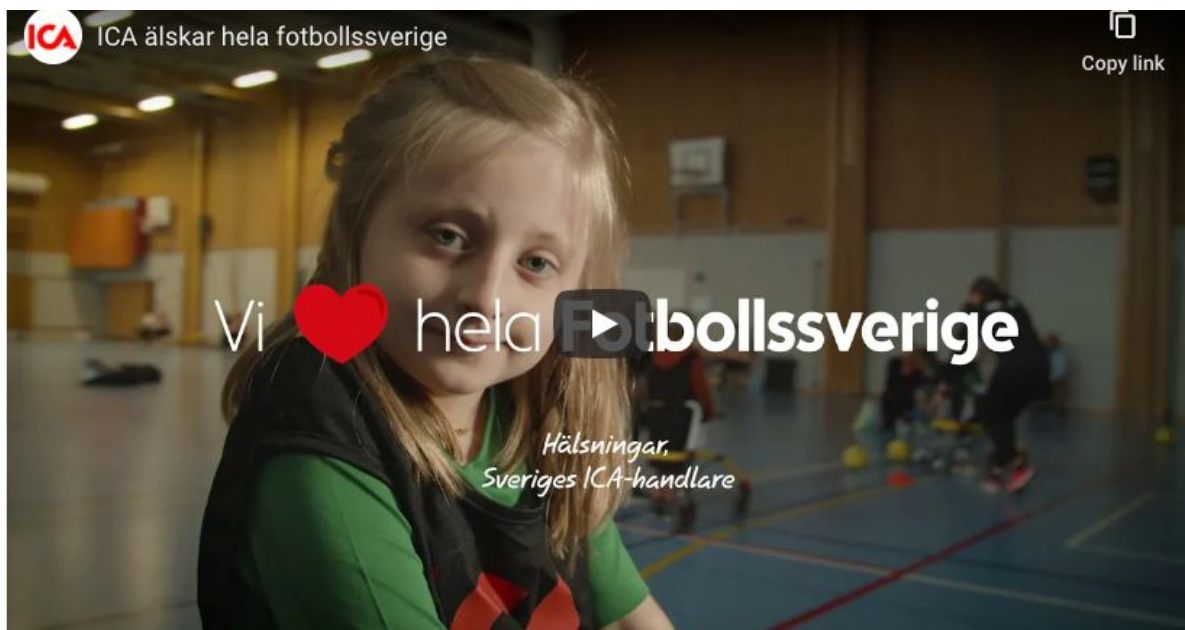 ICA
ICA älskar hela fotbollssverige
Copy link
Vi ❤ hela Fotbollssverige
Hälsningar,
Sveriges ICA-handlare